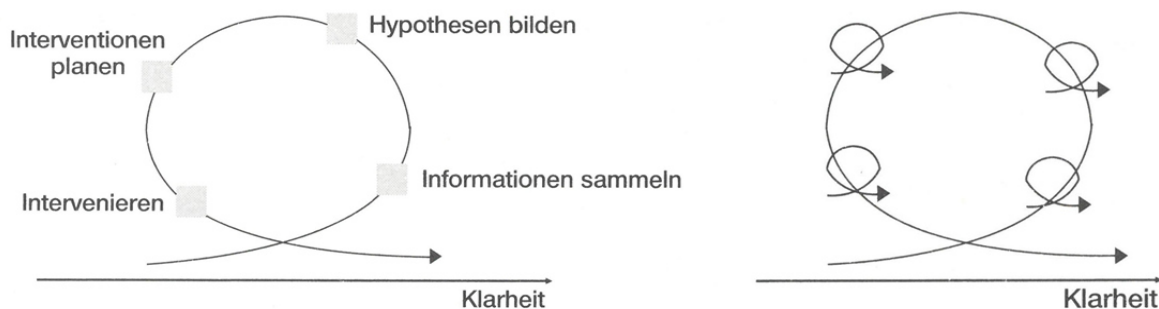 Hypothesen bilden
Interventionen
planen
Informationen sammeln
Intervenieren
Klarheit
Klarheit